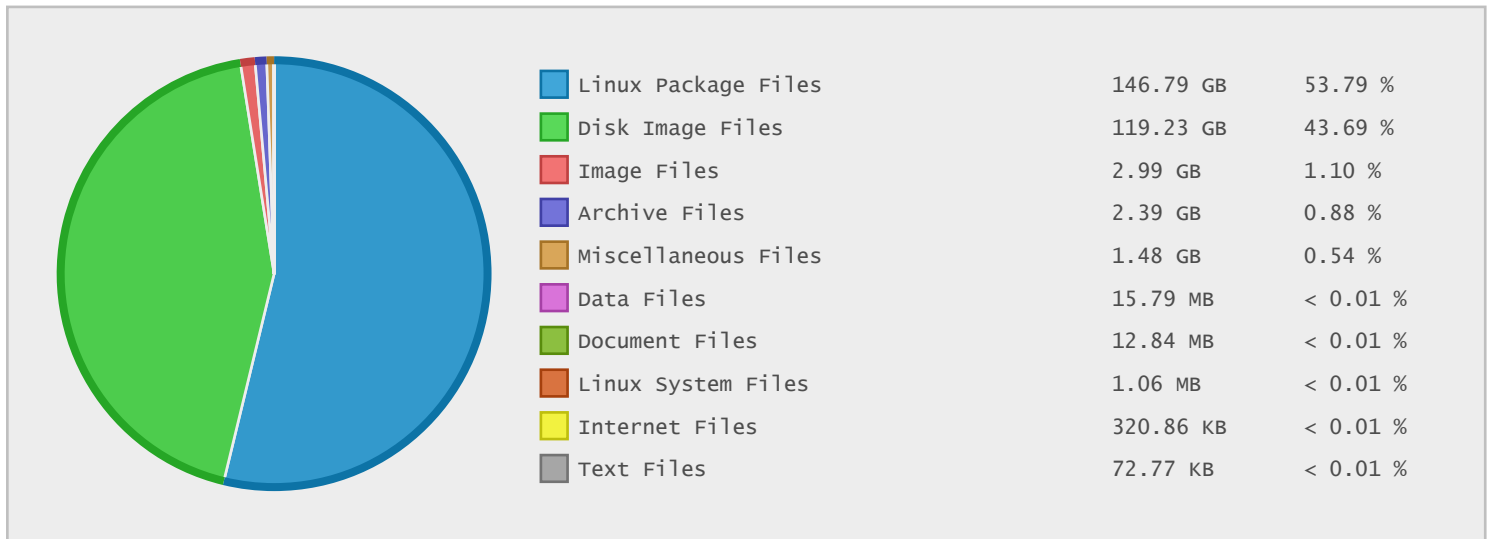 Linux Package Files 146.79 GB 53.79 %
Disk Image Files 119.23 GB 43.69 %
Image Files 2.99 GB 1.10 %
Archive Files 2.39 GB 0.88 %
Miscellaneous Files 1.48 GB 0.54 %
Data Files 15.79 MB < 0.01 %
Document Files 12.84 MB < 0.01 %
Linux System Files 1.06 MB < 0.01 %
Internet Files 320.86 KB < 0.01 %
Text Files 72.77 KB < 0.01 %